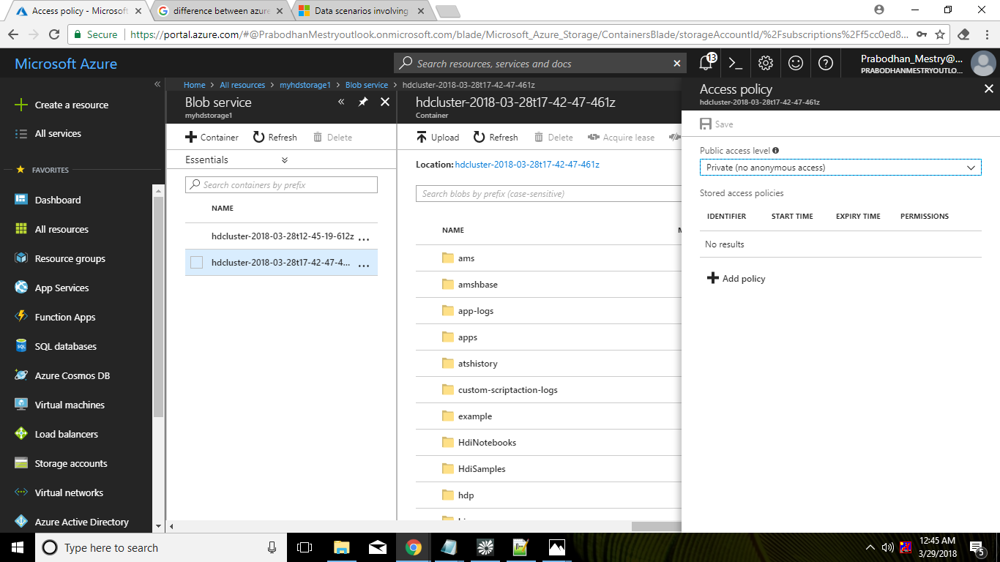 Access policy - Microsoft
difference between azure
Data scenarios involving
Secure
https://portal.azure.com/#@PrabodhanMestryoutlook.onmicrosoft.com/blade/Microsoft_Azure_Storage/ContainersBlade/storageAccountId/%2Fsubscriptions%2Ff5cc0ed8...
Microsoft Azure
Search resources, services and docs
13
Prabodhan_Mestry@...
PRABODHANMESTRYOUTLO...
Create a resource
All services
FAVORITES
Dashboard
All resources
Resource groups
App Services
Function Apps
SQL databases
Azure Cosmos DB
Virtual machines
Load balancers
Storage accounts
Virtual networks
Azure Active Directory
Home > All resources > myhdstorage1 > Blob service > hdcluster-2018-03-28t17-42-47-461z
Blob service
myhdstorage1
Container
Refresh
Delete
Essentials
Search containers by prefix
NAME
hdcluster-2018-03-28t12-45-19-612z ...
hdcluster-2018-03-28t17-42-47-4... ...
hdcluster-2018-03-28t17-42-47-461z
Container
Upload
Refresh
Delete
Acquire lease
Location: hdcluster-2018-03-28t17-42-47-461z
Search blobs by prefix (case-sensitive)
NAME
ams
amshbase
app-logs
apps
atshistory
custom-scriptaction-logs
example
HdiNotebooks
HdiSamples
hdp
Access policy
hdcluster-2018-03-28t17-42-47-461z
Save
Public access level
Private (no anonymous access)
Stored access policies
IDENTIFIER START TIME EXPIRY TIME PERMISSIONS
No results
Add policy
Type here to search
12:45 AM
3/29/2018
5